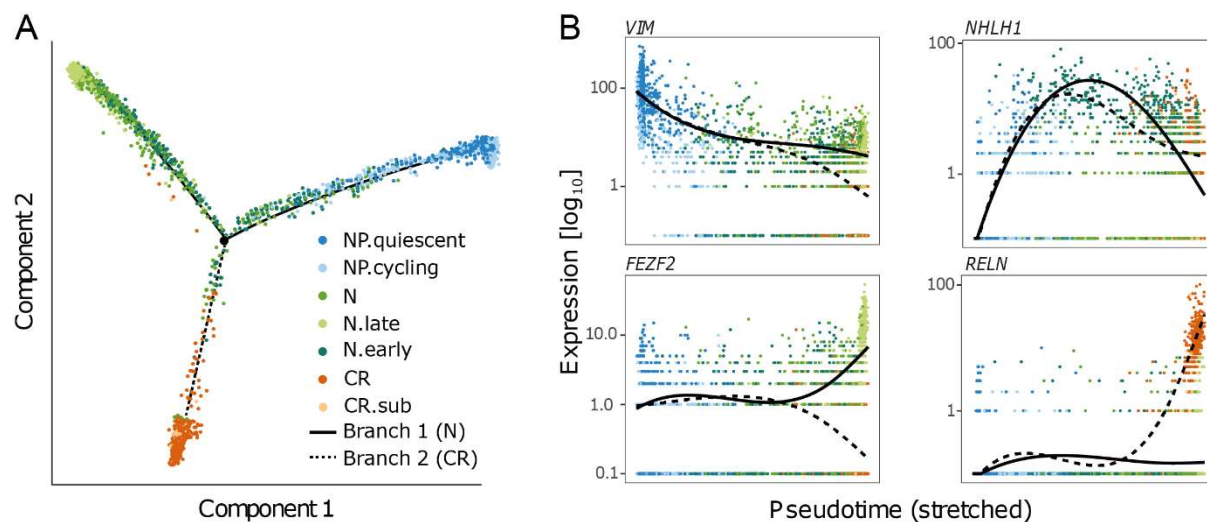 A
Component 2
Component 1
NP.quiescent
NP.cycling
N
N.late
N.early
CR
CR.sub
Branch 1 (N)
Branch 2 (CR)
B
Expression [log10]
Pseudotime (stretched)
VIM
100
1
NHLH1
100
1
FEZF2
10.0
1.0
0.1
RELN
100
1